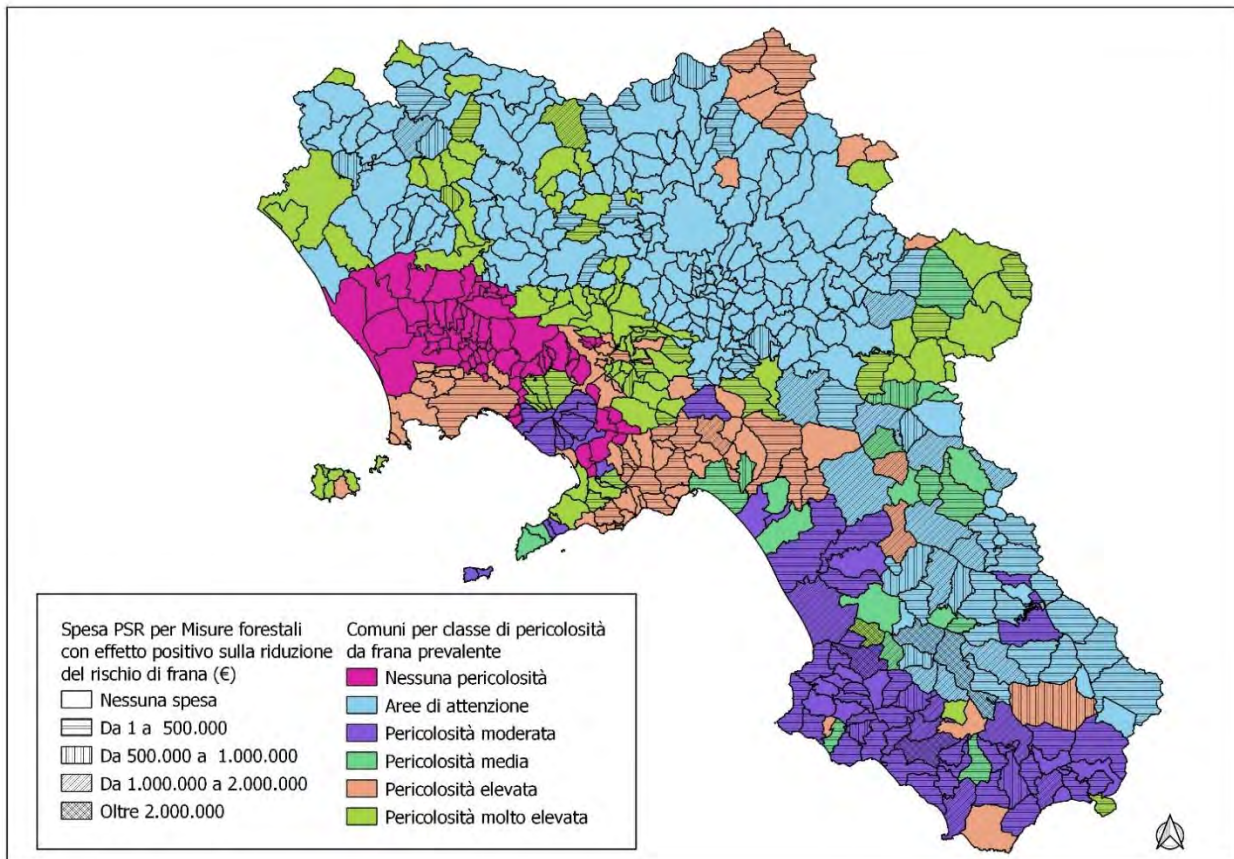 Spesa PSR per Misure forestali
con effetto positivo sulla riduzione
del rischio di frana (€)
Nessuna spesa
Da 1 a 500.000
Da 500.000 a 1.000.000
Da 1.000.000 a 2.000.000
Oltre 2.000.000
Comuni per classe di pericolosità
da frana prevalente
Nessuna pericolosità
Aree di attenzione
Pericolosità moderata
Pericolosità media
Pericolosità elevata
Pericolosità molto elevata